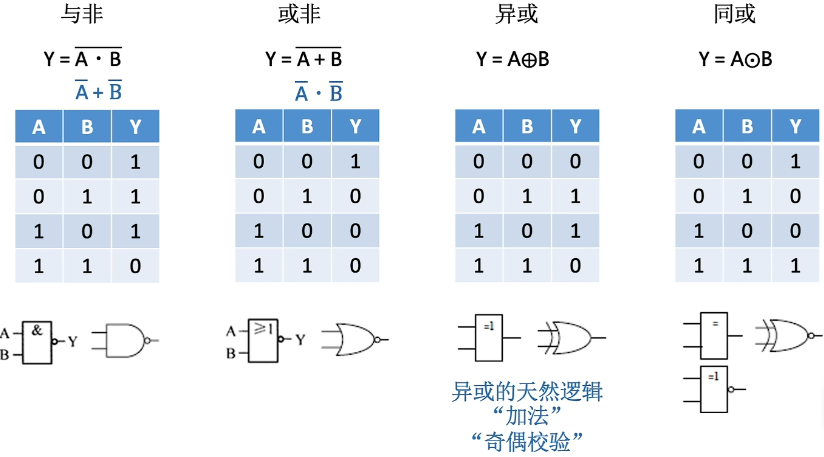 与非
Y = \overline{A · B}
\overline{A} + \overline{B}
A B Y
0 0 1
0 1 1
1 0 1
1 1 0
A
B
&
Y
或非
Y = \overline{A + B}
\overline{A} · \overline{B}
A B Y
0 0 1
0 1 0
1 0 0
1 1 0
A
B
≥1
Y
异或
Y = A⊕B
A B Y
0 0 0
0 1 1
1 0 1
1 1 0
=1
异或的天然逻辑
“加法”
“奇偶校验”
同或
Y = A⊙B
A B Y
0 0 1
0 1 0
1 0 0
1 1 1
=
=1